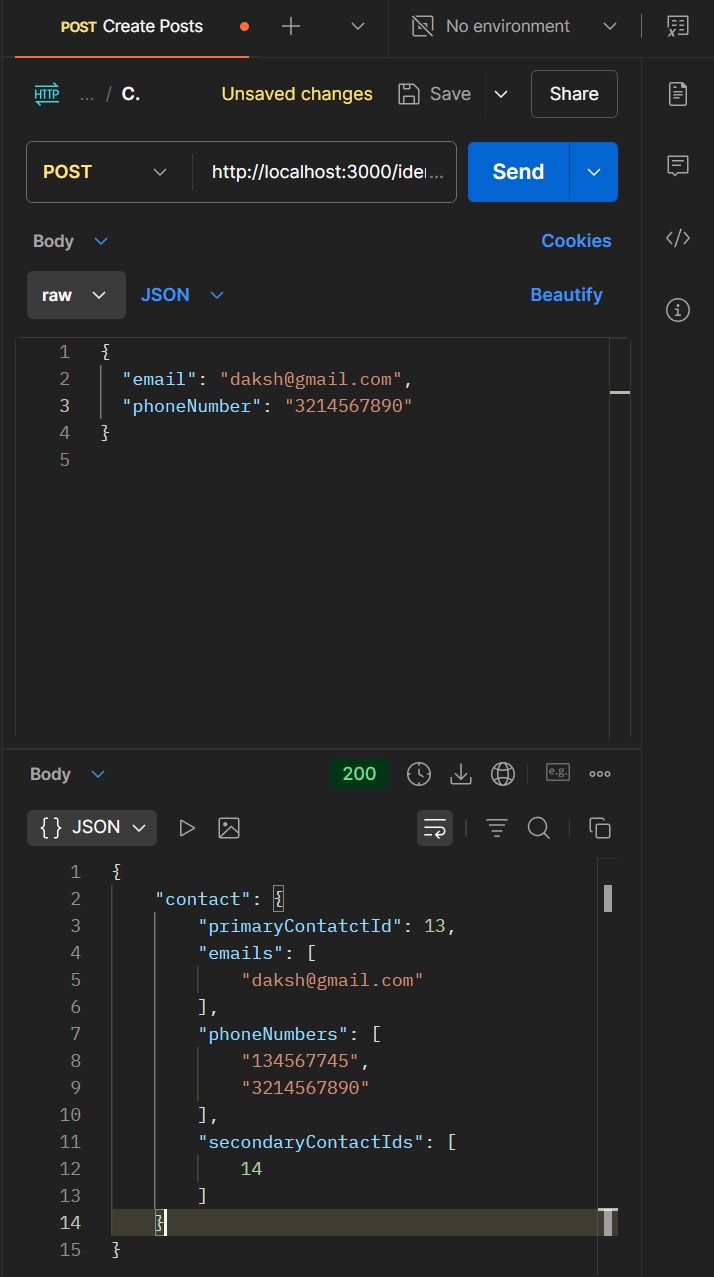 POST Create Posts
No environment
HTTP ... / C. Unsaved changes Save Share
POST http://localhost:3000/ide... Send
Body Cookies
raw JSON Beautify
1 {
2 "email": "daksh@gmail.com",
3 "phoneNumber": "3214567890"
4 }
5
Body 200 e.g.
{} JSON
1 {
2 "contact": {
3 "primaryContatctId": 13,
4 "emails": [
5 "daksh@gmail.com"
6 ],
7 "phoneNumbers": [
8 "134567745",
9 "3214567890"
10 ],
11 "secondaryContactIds": [
12 14
13 ]
14 }
15 }